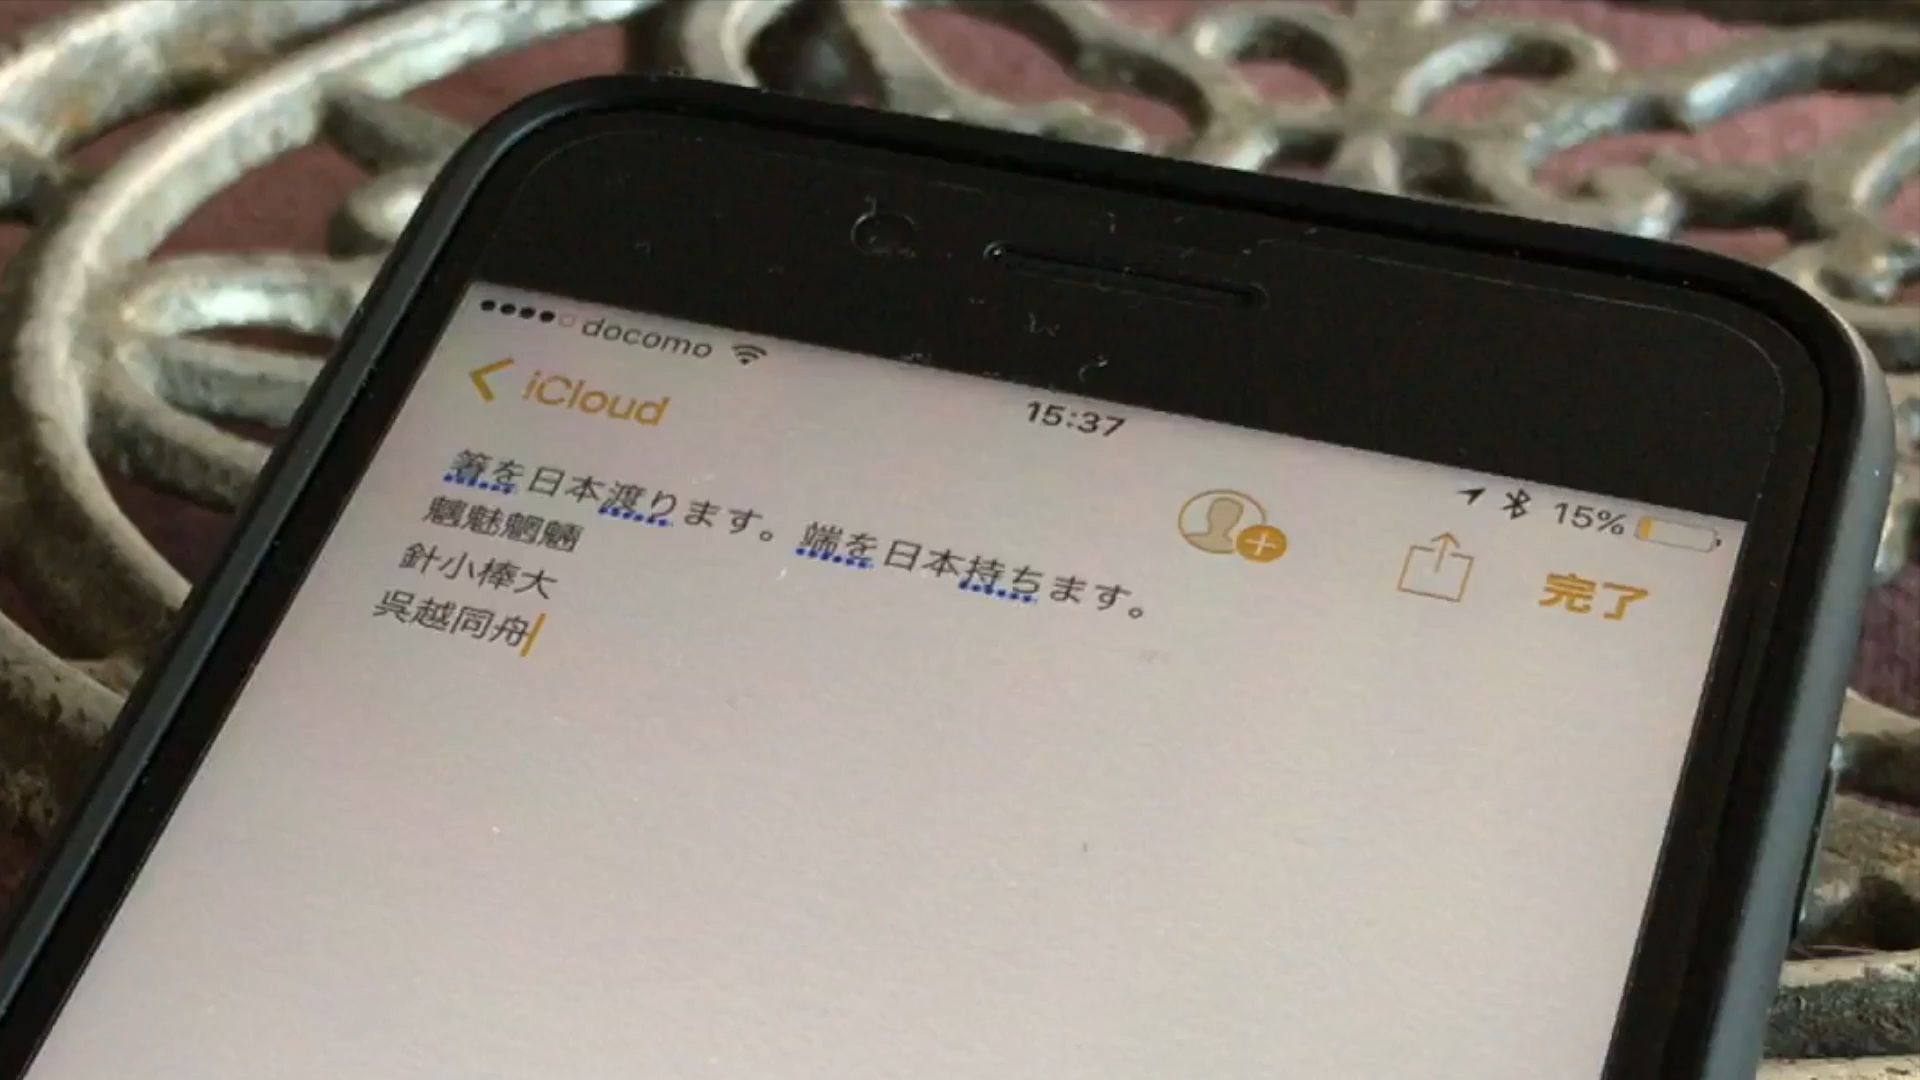 docomo
15:37
15%
iCloud
完了
箸を日本渡ります。端を日本持ちます。
魑魅魍魎
針小棒大
呉越同舟